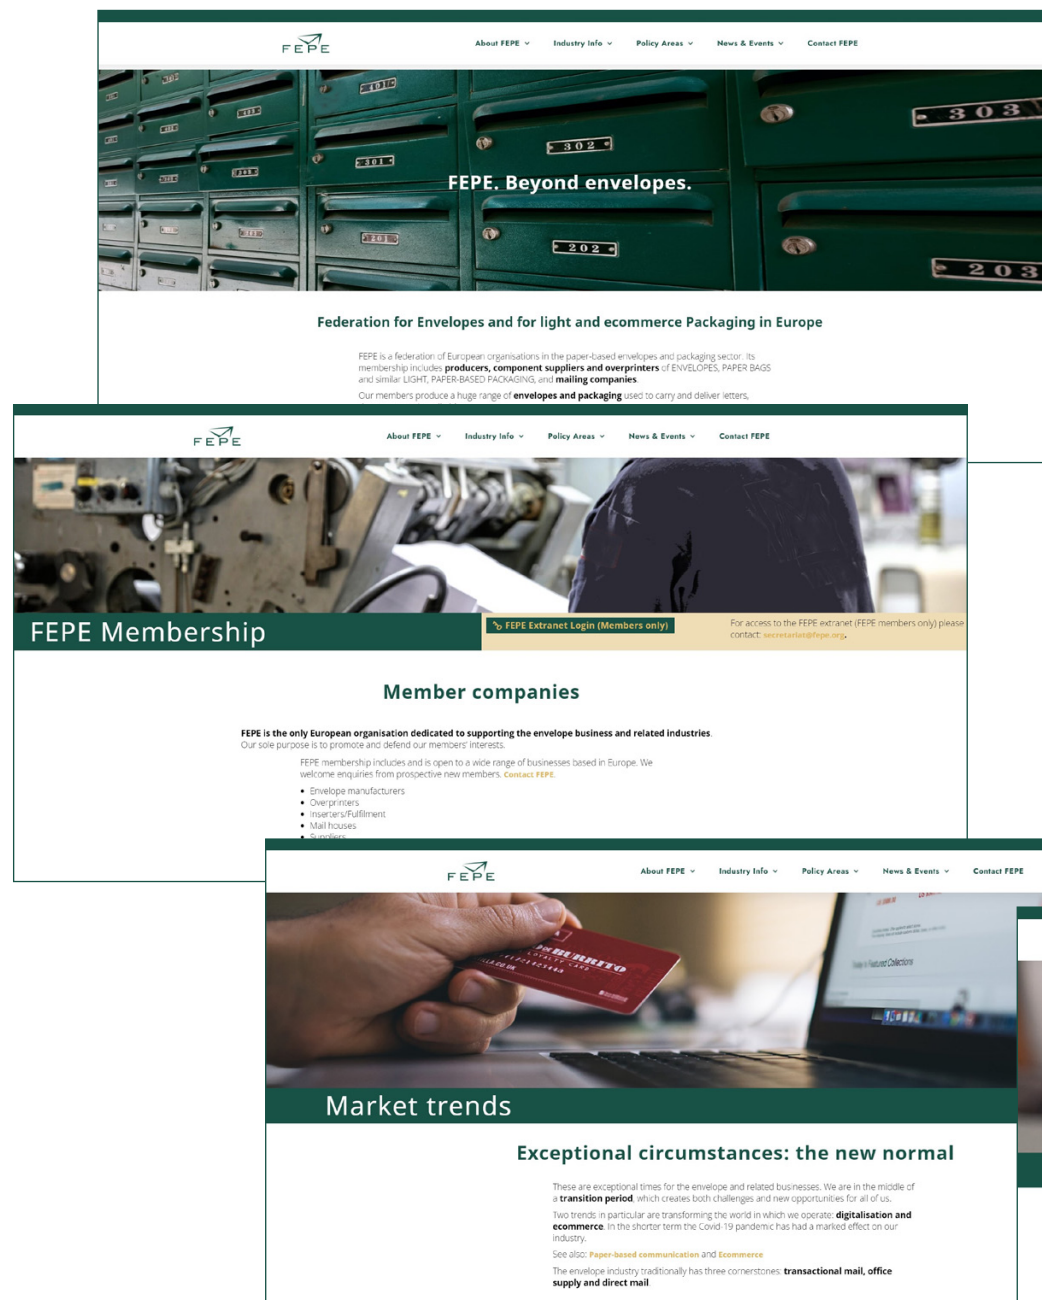 FEPE
About FEPE Industry Info Policy Areas News & Events Contact FEPE
401
303
302
301
FEPE. Beyond envelopes.
201
202
203
Federation for Envelopes and for light and ecommerce Packaging in Europe
FEPE is a federation of European organisations in the paper-based envelopes and packaging sector. Its
membership includes producers, component suppliers and overprinters of ENVELOPES, PAPER BAGS
and similar LIGHT, PAPER-BASED PACKAGING, and mailing companies.
Our members produce a huge range of envelopes and packaging used to carry and deliver letters,
FEPE
About FEPE Industry Info Policy Areas News & Events Contact FEPE
FEPE Membership
FEPE Extranet Login (Members only)
For access to the FEPE extranet (FEPE members only) please
contact: secretariat@fepe.org.
Member companies
FEPE is the only European organisation dedicated to supporting the envelope business and related industries.
Our sole purpose is to promote and defend our members' interests.
FEPE membership includes and is open to a wide range of businesses based in Europe. We
welcome enquiries from prospective new members. Contact FEPE.
• Envelope manufacturers
• Overprinters
• Inserters/Fulfilment
• Mail houses
• Suppliers
FEPE
About FEPE Industry Info Policy Areas News & Events Contact FEPE
BURRITO
LOYALTY CARD
Featured Collections
Market trends
Exceptional circumstances: the new normal
These are exceptional times for the envelope and related businesses. We are in the middle of
a transition period, which creates both challenges and new opportunities for all of us.
Two trends in particular are transforming the world in which we operate: digitalisation and
ecommerce. In the shorter term the Covid-19 pandemic has had a marked effect on our
industry.
See also: Paper-based communication and Ecommerce
The envelope industry traditionally has three cornerstones: transactional mail, office
supply and direct mail.